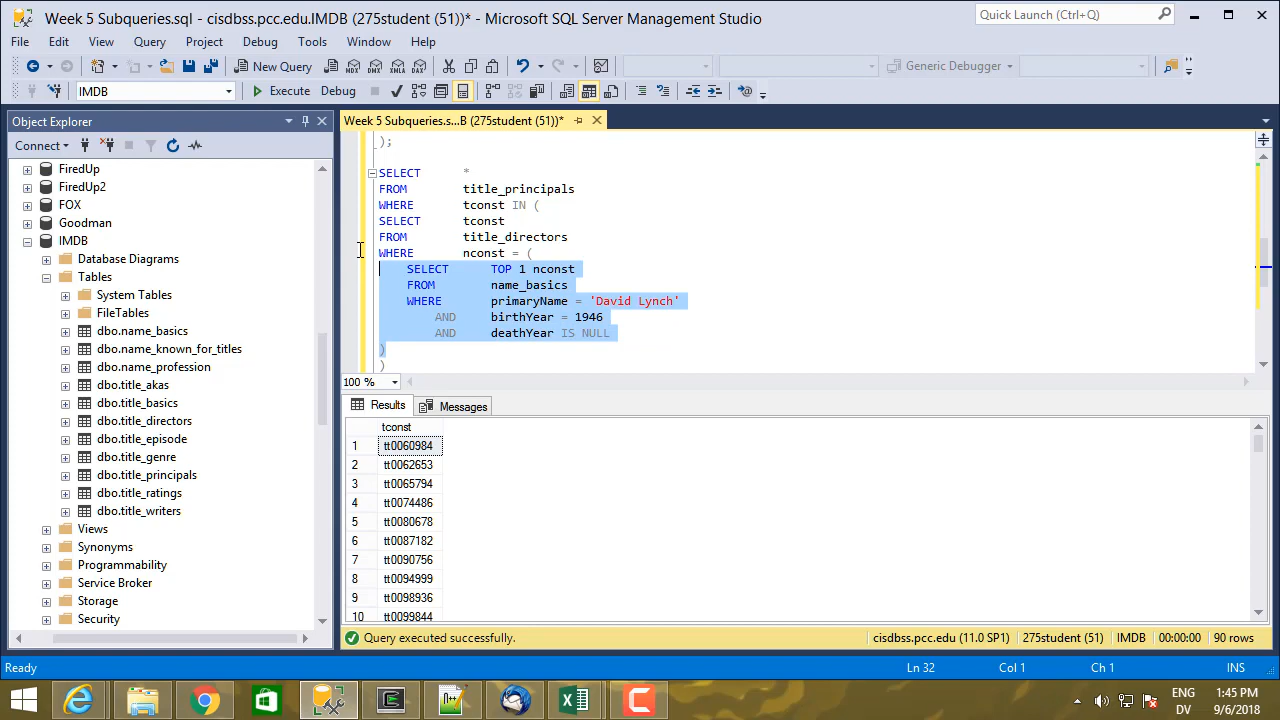 Week 5 Subqueries.sql - cisdbss.pcc.edu.IMDB (275student (51))* - Microsoft SQL Server Management Studio
Quick Launch (Ctrl+Q)
File Edit View Query Project Debug Tools Window Help
New Query
MDX
DMX
XMLA
DAX
Generic Debugger
IMDB
Execute Debug
Object Explorer
Connect
FiredUp
FiredUp2
FOX
Goodman
IMDB
Database Diagrams
Tables
System Tables
FileTables
dbo.name_basics
dbo.name_known_for_titles
dbo.name_profession
dbo.title_akas
dbo.title_basics
dbo.title_directors
dbo.title_episode
dbo.title_genre
dbo.title_principals
dbo.title_ratings
dbo.title_writers
Views
Synonyms
Programmability
Service Broker
Storage
Security
Week 5 Subqueries.s...B (275student (51))*
);
SELECT *
FROM title_principals
WHERE tconst IN (
SELECT tconst
FROM title_directors
WHERE nconst = (
SELECT TOP 1 nconst
FROM name_basics
WHERE primaryName = 'David Lynch'
AND birthYear = 1946
AND deathYear IS NULL
)
)
100 %
Results Messages
tconst
1 tt0060984
2 tt0062653
3 tt0065794
4 tt0074486
5 tt0080678
6 tt0087182
7 tt0090756
8 tt0094999
9 tt0098936
10 tt0099844
Query executed successfully.
cisdbss.pcc.edu (11.0 SP1) 275student (51) IMDB 00:00:00 90 rows
Ready Ln 32 Col 1 Ch 1 INS
ENG 1:45 PM
DV 9/6/2018